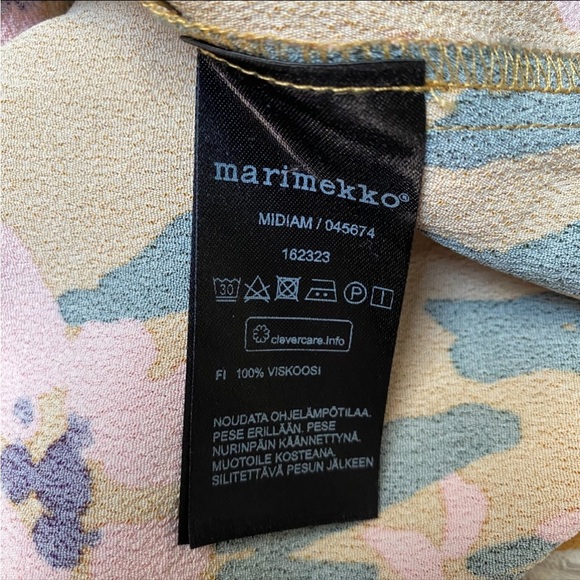 marimekko®
MIDIAM / 045674
162323
30 P
clevercare.info
FI 100% VISKOOSI
NOUDATA OHJELÄMPÖTILAA.
PESE ERILLÄÄN. PESE
NURINPÄIN KÄÄNNETTYNÄ.
MUOTOILE KOSTEANA.
SILITETTÄVÄ PESUN JÄLKEEN